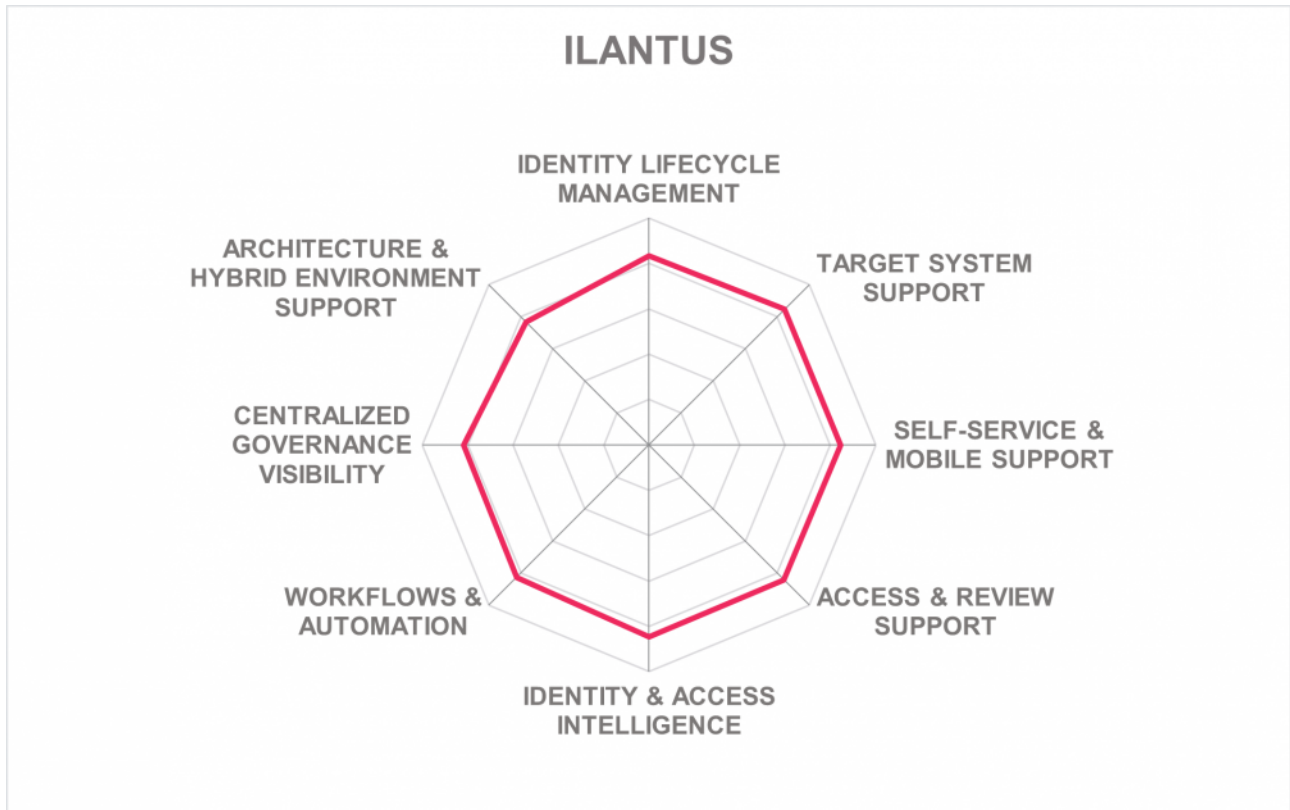 ILANTUS
IDENTITY LIFECYCLE
MANAGEMENT
TARGET SYSTEM
SUPPORT
SELF-SERVICE &
MOBILE SUPPORT
ACCESS & REVIEW
SUPPORT
IDENTITY & ACCESS
INTELLIGENCE
WORKFLOWS &
AUTOMATION
CENTRALIZED
GOVERNANCE
VISIBILITY
ARCHITECTURE &
HYBRID ENVIRONMENT
SUPPORT